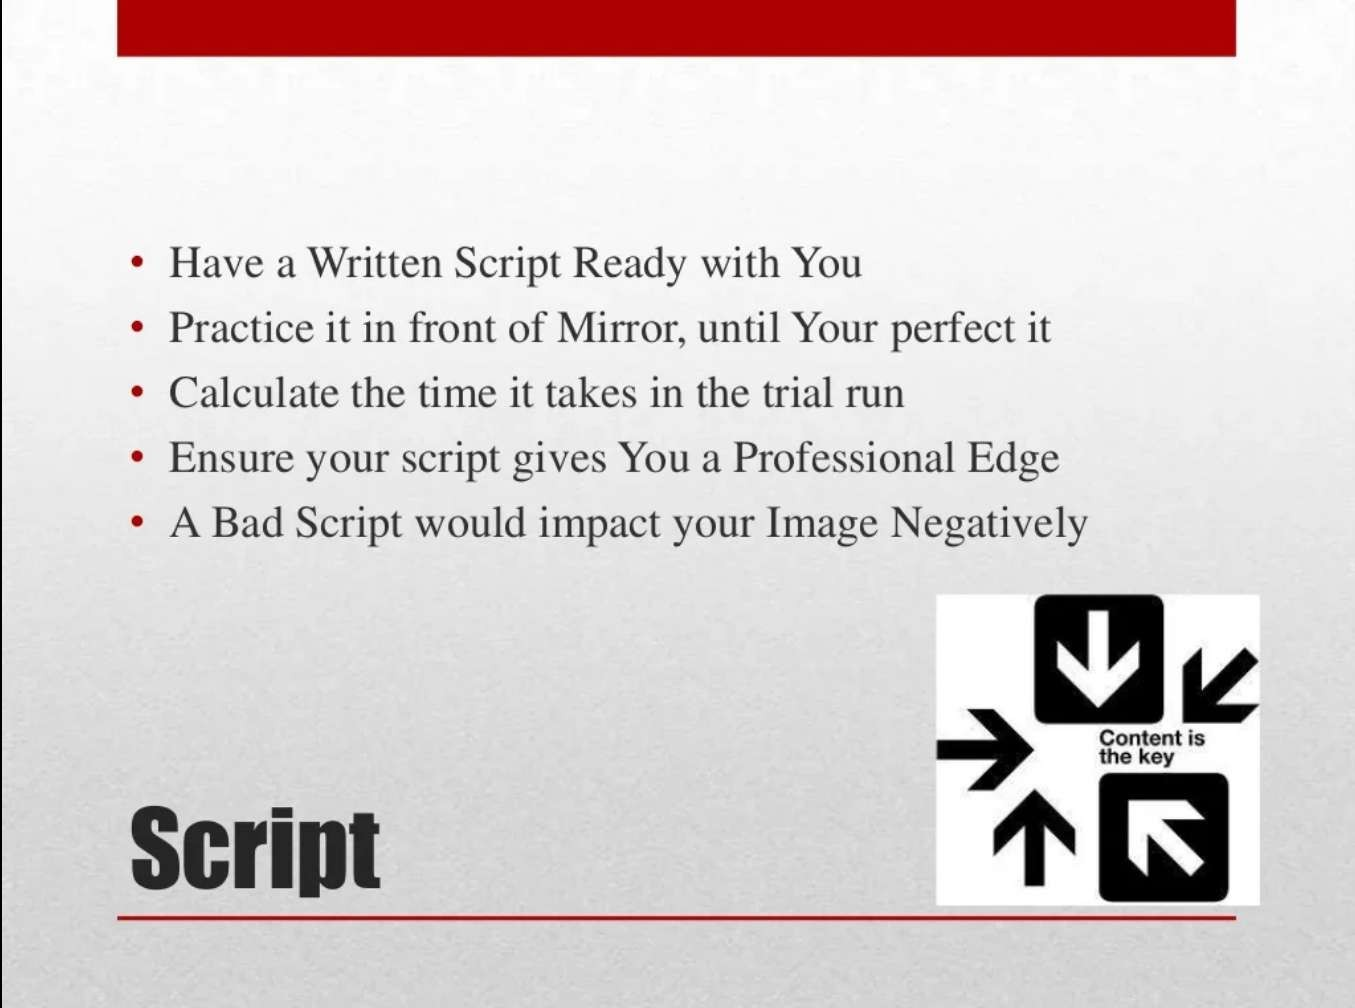 • Have a Written Script Ready with You
• Practice it in front of Mirror, until Your perfect it
• Calculate the time it takes in the trial run
• Ensure your script gives You a Professional Edge
• A Bad Script would impact your Image Negatively
Content is
the key
Script